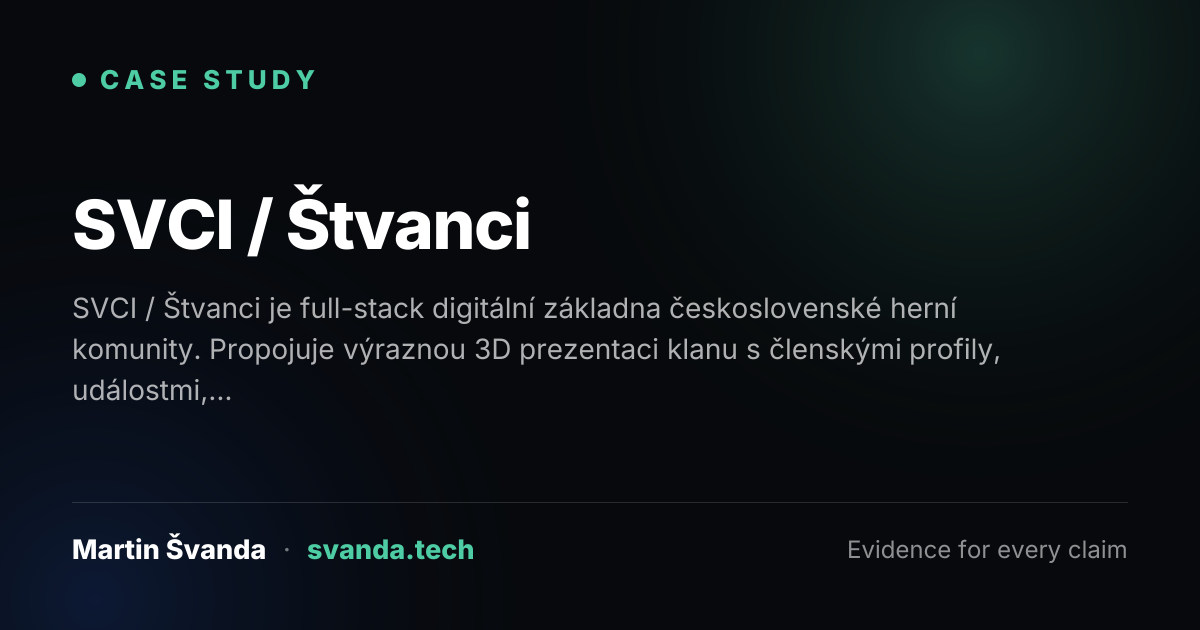 CASE STUDY
SVCI / Štvanci
SVCI / Štvanci je full-stack digitální základna československé herní
komunity. Propojuje výraznou 3D prezentaci klanu s členskými profily,
událostmi,...
Martin Švanda · svanda.tech
Evidence for every claim